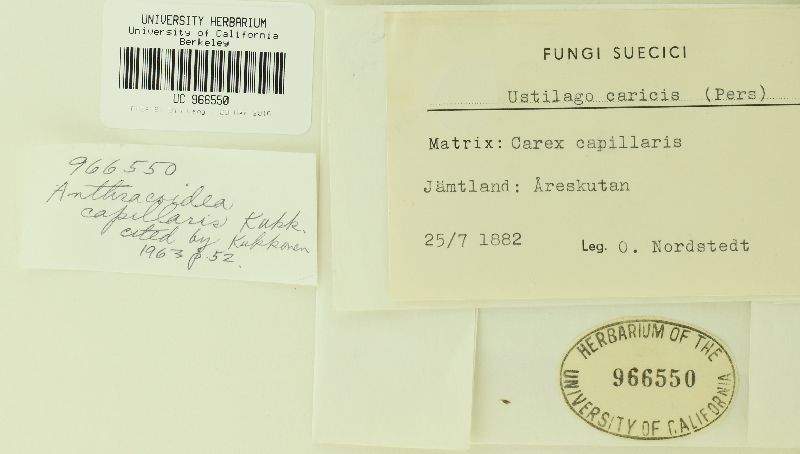 UNIVERSITY HERBARIUM
University of California
Berkeley
UC 966550
966550
Anthracoidea
capillaris Kukk.
cited by Kukkonen
1963 p. 52.
FUNGI SUECICI
Ustilago caricis (Pers)
Matrix: Carex capillaris
Jämtland: Åreskutan
25/7 1882 Leg. O. Nordstedt
HERBARIUM OF THE
966550
UNIVERSITY OF CALIFORNIA